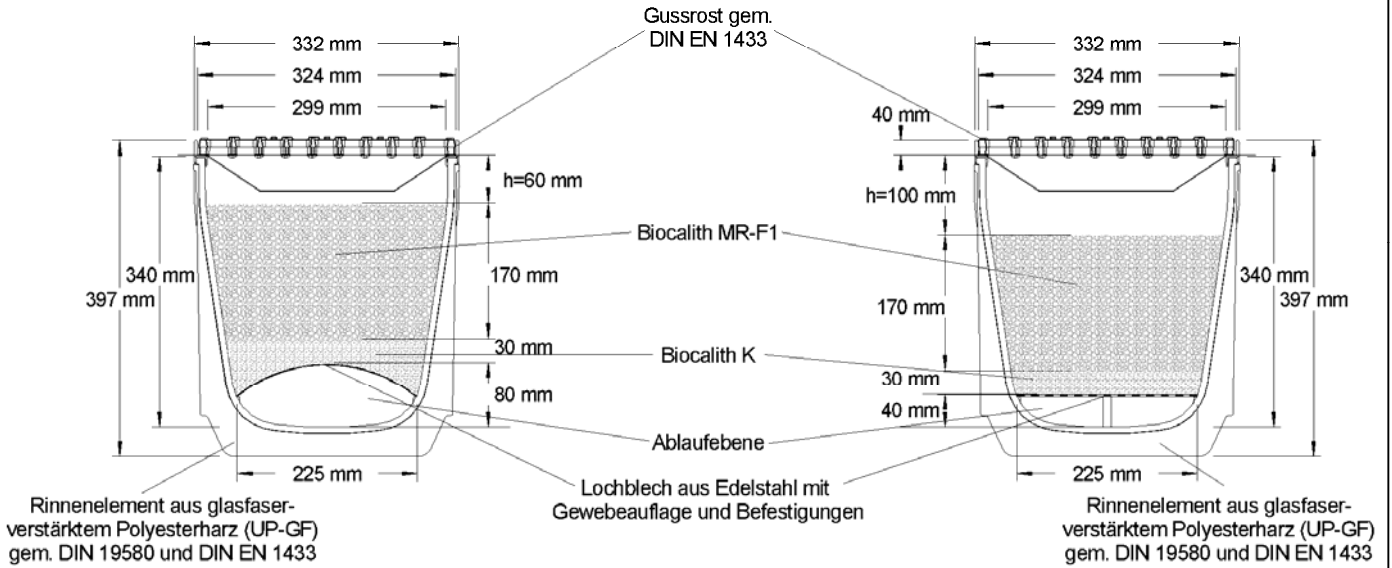 Gussrost gem.
DIN EN 1433
332 mm
324 mm
299 mm
h=60 mm
340 mm
397 mm
170 mm
30 mm
80 mm
225 mm
Rinnenelement aus glasfaser-
verstärktem Polyesterharz (UP-GF)
gem. DIN 19580 und DIN EN 1433
Biocalith MR-F1
Biocalith K
Ablaufebene
Lochblech aus Edelstahl mit
Gewebeauflage und Befestigungen
332 mm
324 mm
299 mm
40 mm
h=100 mm
170 mm
340 mm
397 mm
30 mm
40 mm
225 mm
Rinnenelement aus glasfaser-
verstärktem Polyesterharz (UP-GF)
gem. DIN 19580 und DIN EN 1433